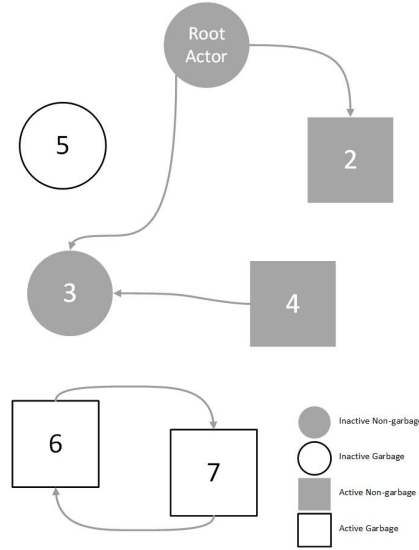 Root
Actor
5
2
3
4
6
7
Inactive Non-garbage
Inactive Garbage
Active Non-garbage
Active Garbage